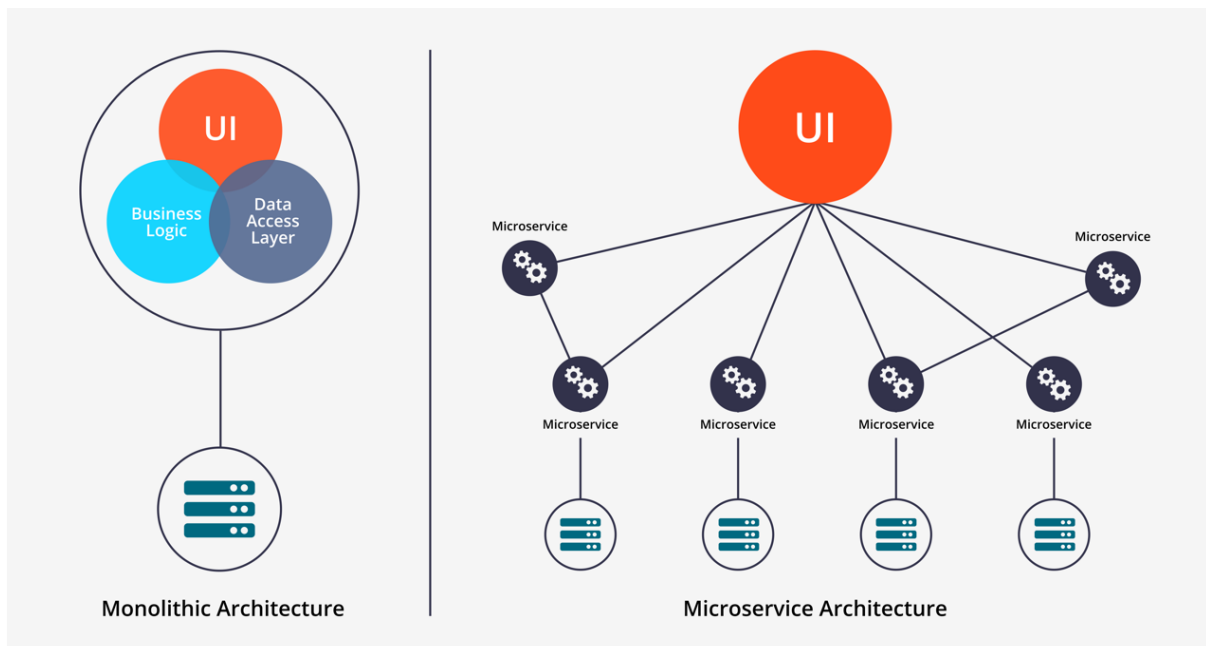 UI
Business
Logic
Data
Access
Layer
Monolithic Architecture
UI
Microservice
Microservice
Microservice
Microservice
Microservice
Microservice
Microservice Architecture